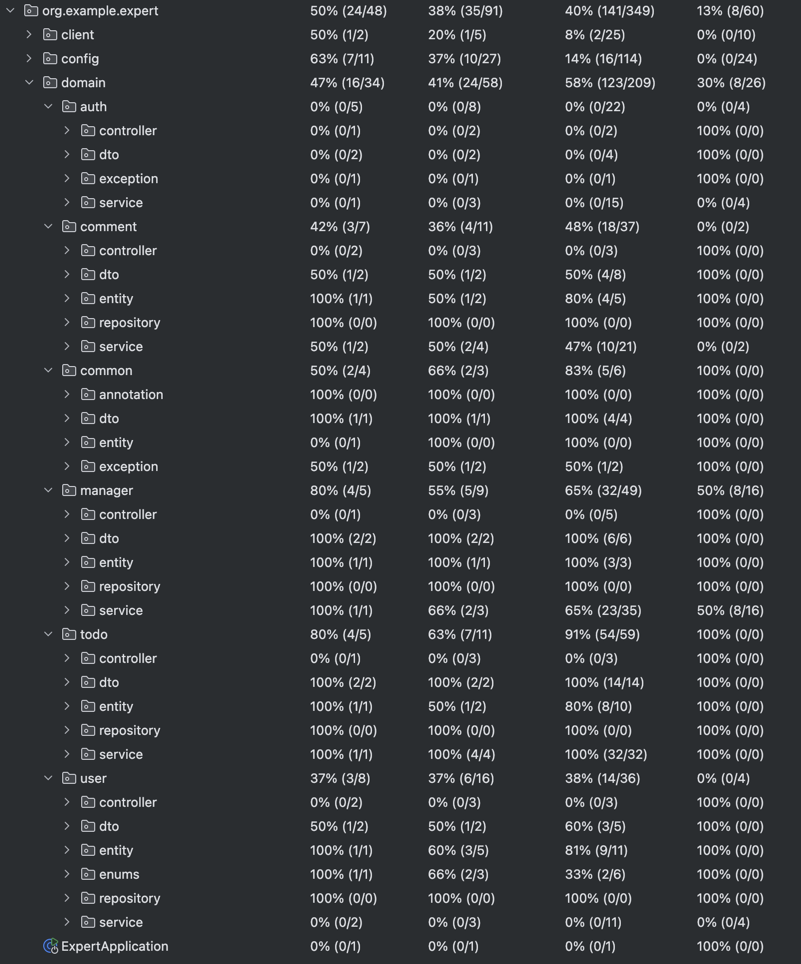 org.example.expert 50% (24/48) 38% (35/91) 40% (141/349) 13% (8/60)
client 50% (1/2) 20% (1/5) 8% (2/25) 0% (0/10)
config 63% (7/11) 37% (10/27) 14% (16/114) 0% (0/24)
domain 47% (16/34) 41% (24/58) 58% (123/209) 30% (8/26)
auth 0% (0/5) 0% (0/8) 0% (0/22) 0% (0/4)
controller 0% (0/1) 0% (0/2) 0% (0/2) 100% (0/0)
dto 0% (0/2) 0% (0/2) 0% (0/4) 100% (0/0)
exception 0% (0/1) 0% (0/1) 0% (0/1) 100% (0/0)
service 0% (0/1) 0% (0/3) 0% (0/15) 0% (0/4)
comment 42% (3/7) 36% (4/11) 48% (18/37) 0% (0/2)
controller 0% (0/2) 0% (0/3) 0% (0/3) 100% (0/0)
dto 50% (1/2) 50% (1/2) 50% (4/8) 100% (0/0)
entity 100% (1/1) 50% (1/2) 80% (4/5) 100% (0/0)
repository 100% (0/0) 100% (0/0) 100% (0/0) 100% (0/0)
service 50% (1/2) 50% (2/4) 47% (10/21) 0% (0/2)
common 50% (2/4) 66% (2/3) 83% (5/6) 100% (0/0)
annotation 100% (0/0) 100% (0/0) 100% (0/0) 100% (0/0)
dto 100% (1/1) 100% (1/1) 100% (4/4) 100% (0/0)
entity 0% (0/1) 100% (0/0) 100% (0/0) 100% (0/0)
exception 50% (1/2) 50% (1/2) 50% (1/2) 100% (0/0)
manager 80% (4/5) 55% (5/9) 65% (32/49) 50% (8/16)
controller 0% (0/1) 0% (0/3) 0% (0/5) 100% (0/0)
dto 100% (2/2) 100% (2/2) 100% (6/6) 100% (0/0)
entity 100% (1/1) 100% (1/1) 100% (3/3) 100% (0/0)
repository 100% (0/0) 100% (0/0) 100% (0/0) 100% (0/0)
service 100% (1/1) 66% (2/3) 65% (23/35) 50% (8/16)
todo 80% (4/5) 63% (7/11) 91% (54/59) 100% (0/0)
controller 0% (0/1) 0% (0/3) 0% (0/3) 100% (0/0)
dto 100% (2/2) 100% (2/2) 100% (14/14) 100% (0/0)
entity 100% (1/1) 50% (1/2) 80% (8/10) 100% (0/0)
repository 100% (0/0) 100% (0/0) 100% (0/0) 100% (0/0)
service 100% (1/1) 100% (4/4) 100% (32/32) 100% (0/0)
user 37% (3/8) 37% (6/16) 38% (14/36) 0% (0/4)
controller 0% (0/2) 0% (0/3) 0% (0/3) 100% (0/0)
dto 50% (1/2) 50% (1/2) 60% (3/5) 100% (0/0)
entity 100% (1/1) 60% (3/5) 81% (9/11) 100% (0/0)
enums 100% (1/1) 66% (2/3) 33% (2/6) 100% (0/0)
repository 100% (0/0) 100% (0/0) 100% (0/0) 100% (0/0)
service 0% (0/2) 0% (0/3) 0% (0/11) 0% (0/4)
ExpertApplication 0% (0/1) 0% (0/1) 0% (0/1) 100% (0/0)